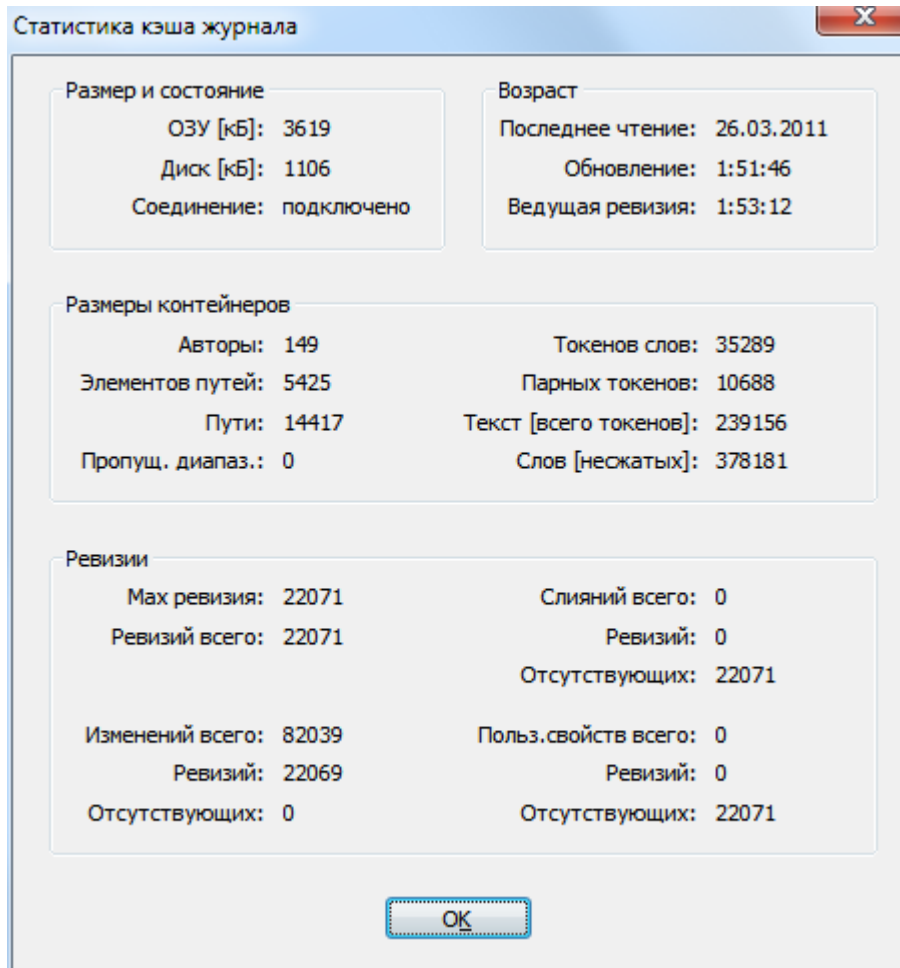 Статистика кэша журнала
Размер и состояние
ОЗУ [кБ]: 3619
Диск [кБ]: 1106
Соединение: подключено
Возраст
Последнее чтение: 26.03.2011
Обновление: 1:51:46
Ведущая ревизия: 1:53:12
Размеры контейнеров
Авторы: 149
Элементов путей: 5425
Пути: 14417
Пропущ. диапаз.: 0
Токенов слов: 35289
Парных токенов: 10688
Текст [всего токенов]: 239156
Слов [несжатых]: 378181
Ревизии
Мах ревизия: 22071
Ревизий всего: 22071
Изменений всего: 82039
Ревизий: 22069
Отсутствующих: 0
Слияний всего: 0
Ревизий: 0
Отсутствующих: 22071
Польз.свойств всего: 0
Ревизий: 0
Отсутствующих: 22071
OK